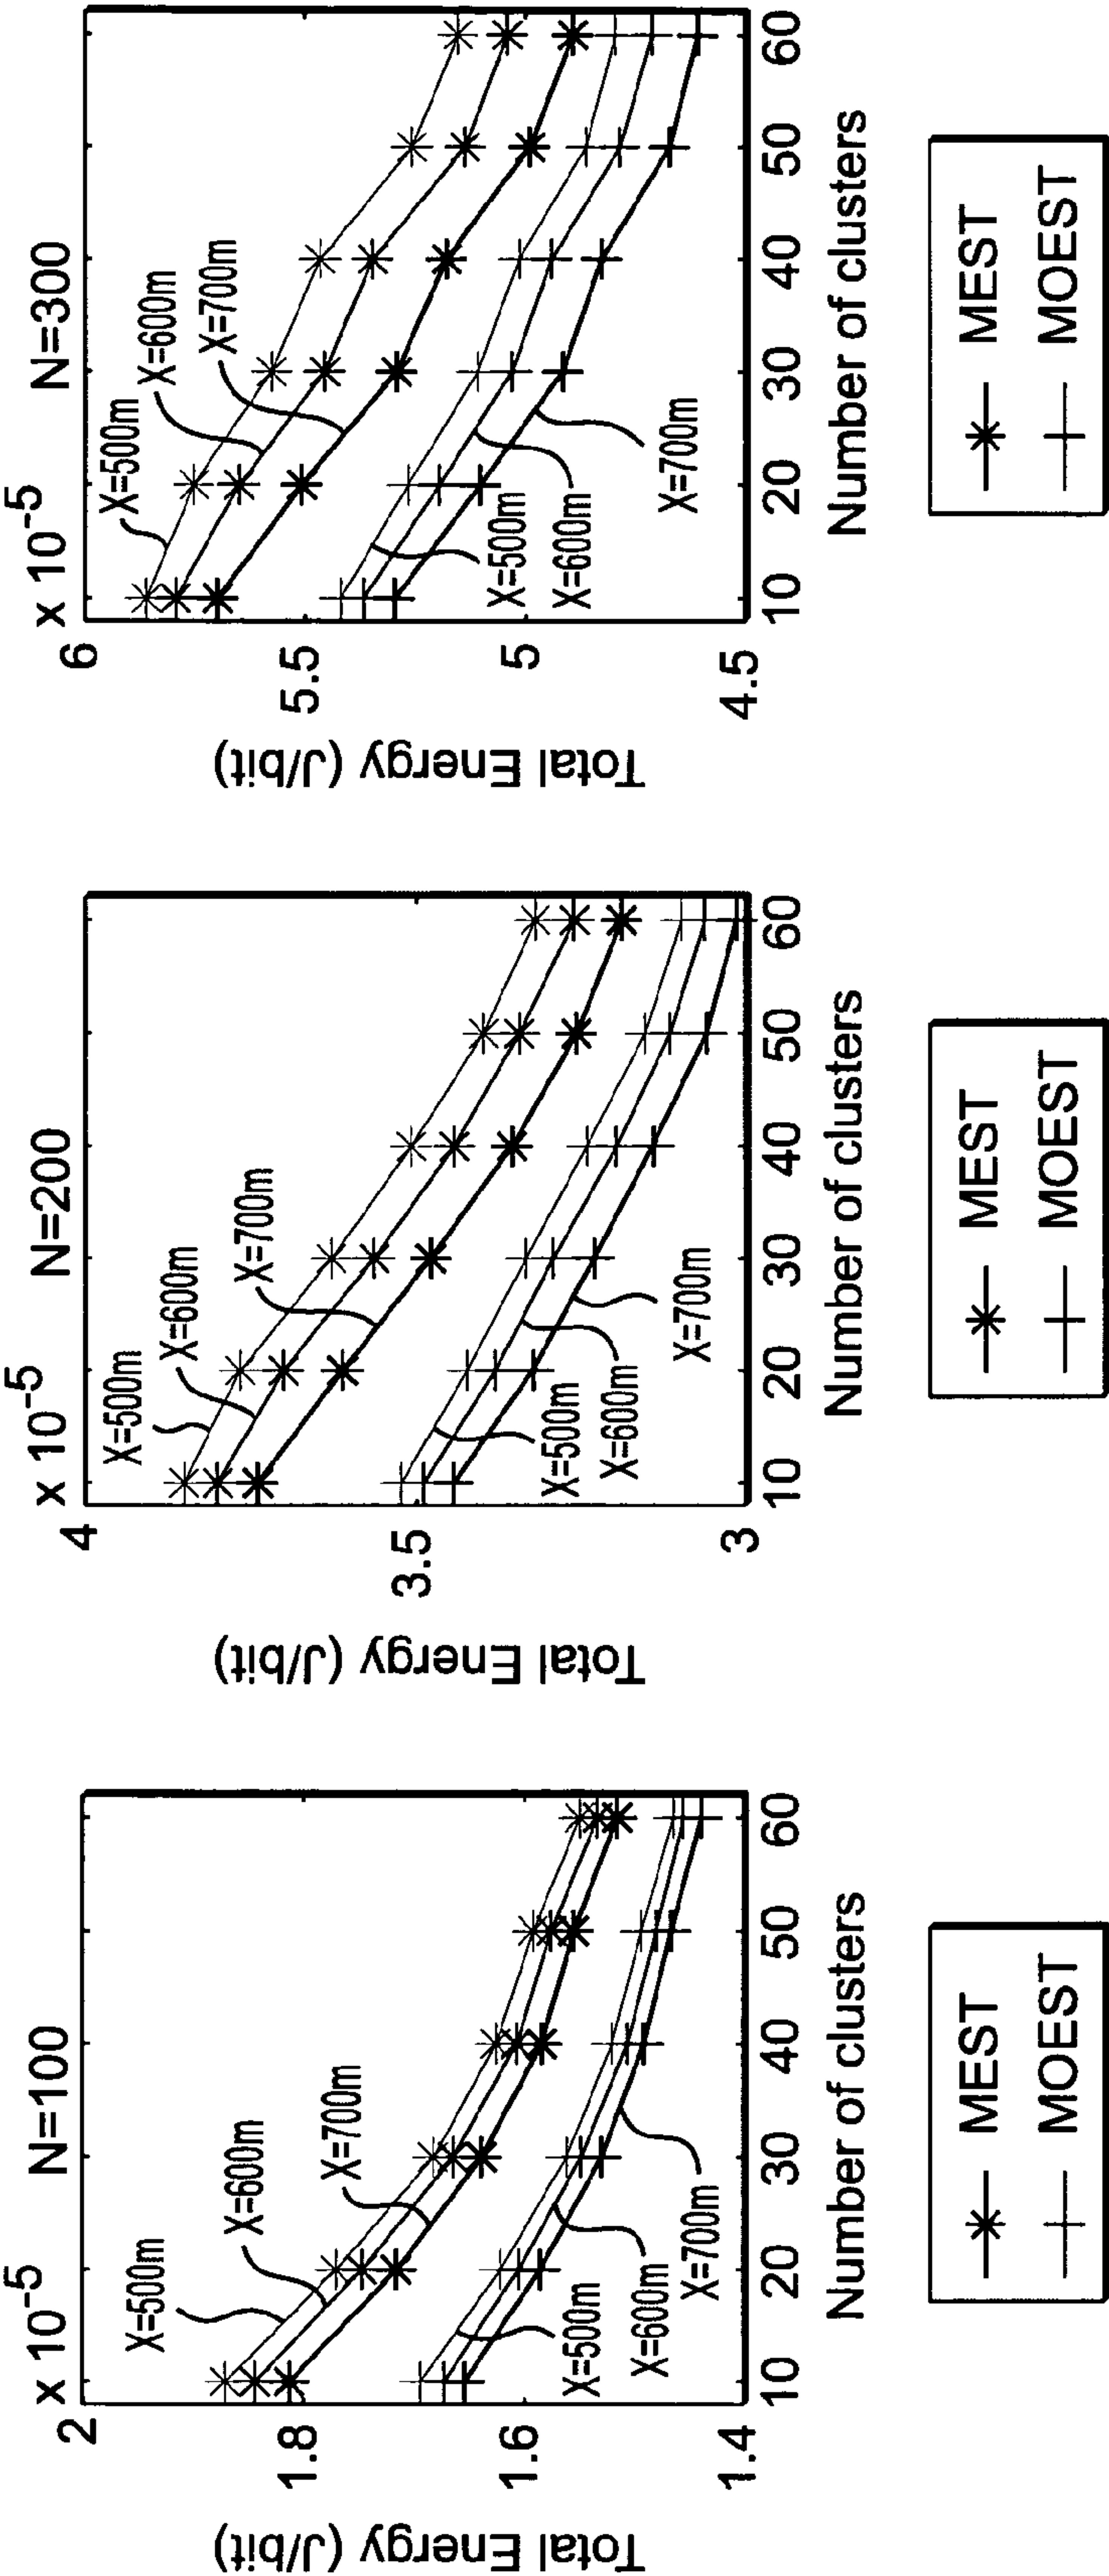 x 10-5
N=100
2
1.8
1.6
1.4
Total Energy (J/bit)
X=500m
X=600m
X=700m
X=500m
X=600m
X=700m
10 20 30 40 50 60
Number of clusters
MEST
MOEST
x 10-5
N=200
4
3.5
3
Total Energy (J/bit)
X=500m
X=600m
X=700m
X=500m
X=600m
X=700m
10 20 30 40 50 60
Number of clusters
MEST
MOEST
x 10-5
N=300
6
5.5
5
4.5
Total Energy (J/bit)
X=500m
X=600m
X=700m
X=500m
X=600m
X=700m
10 20 30 40 50 60
Number of clusters
MEST
MOEST